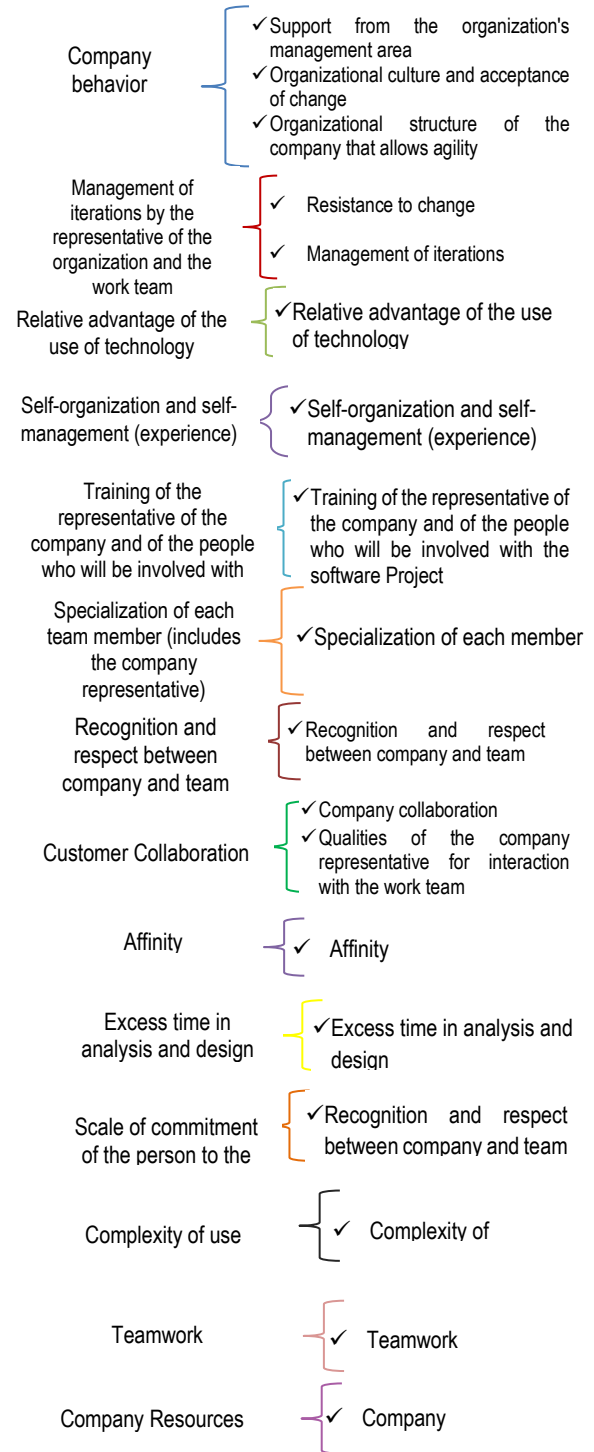 Company
behavior
✓Support from the organization's
management area
✓Organizational culture and acceptance
of change
✓Organizational structure of the
company that allows agility
Management of
iterations by the
representative of the
organization and the
work team
✓ Resistance to change
✓ Management of iterations
Relative advantage of the
use of technology
✓Relative advantage of the use
of technology
Self-organization and self-
management (experience)
✓Self-organization and self-
management (experience)
Training of the
representative of the
company and of the people
who will be involved with
✓Training of the representative of
the company and of the people
who will be involved with the
software Project
Specialization of each
team member (includes
the company
representative)
✓Specialization of each member
Recognition and
respect between
company and team
✓Recognition and respect
between company and team
Customer Collaboration
✓Company collaboration
✓Qualities of the company
representative for interaction
with the work team
Affinity
✓ Affinity
Excess time in
analysis and design
✓Excess time in analysis and
design
Scale of commitment
of the person to the
✓Recognition and respect
between company and team
Complexity of use
✓ Complexity of
Teamwork
✓ Teamwork
Company Resources
✓ Company